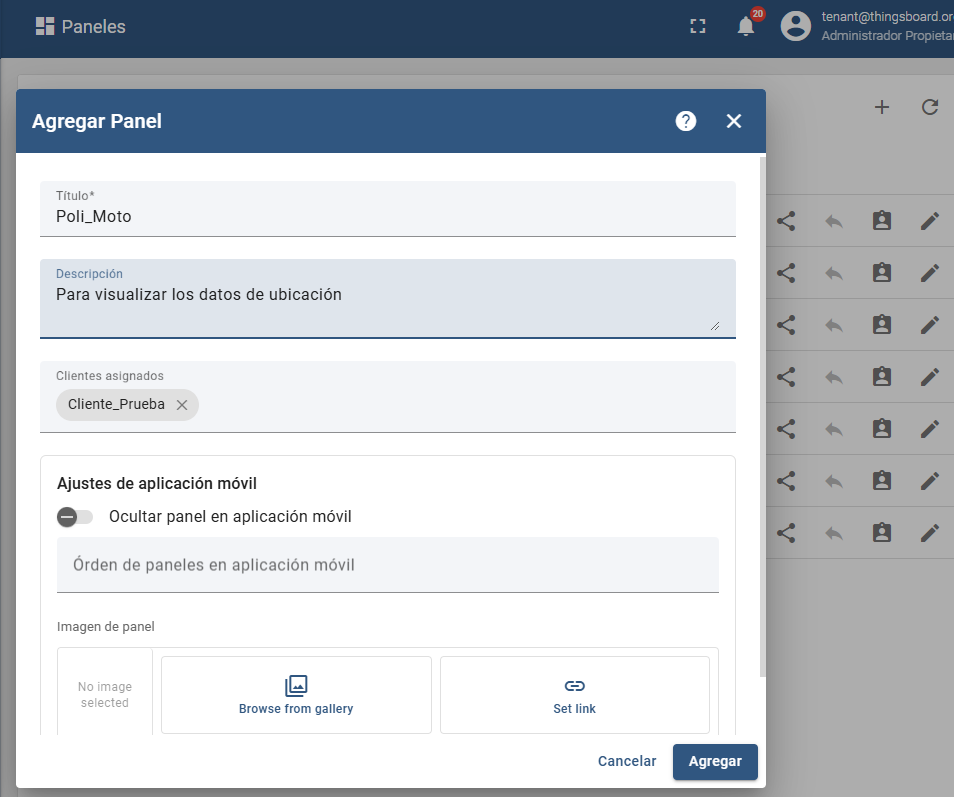 Paneles
20
tenant@thingsboard.or
Administrador Propieta
Agregar Panel
?
Título*
Poli_Moto
Descripción
Para visualizar los datos de ubicación
Clientes asignados
Cliente_Prueba
Ajustes de aplicación móvil
Ocultar panel en aplicación móvil
Órden de paneles en aplicación móvil
Imagen de panel
No image
selected
Browse from gallery
Set link
Cancelar
Agregar